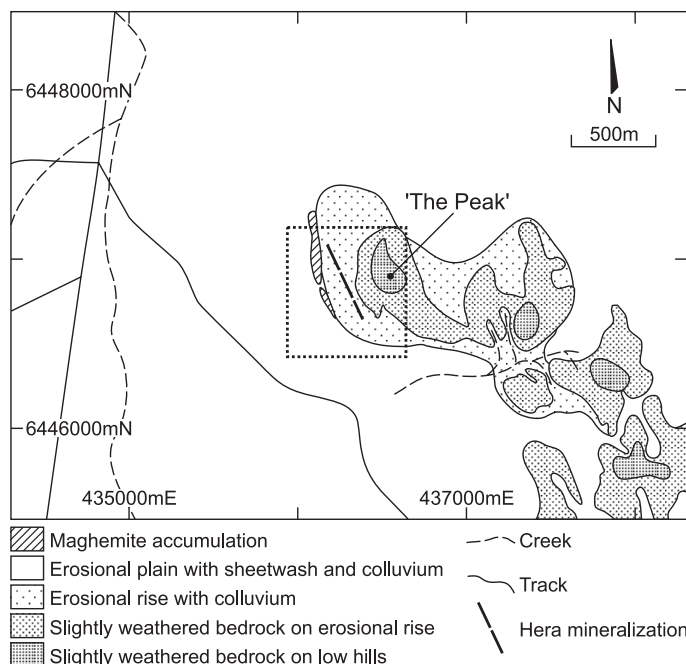 6448000mN
N
500m
'The Peak'
6446000mN
435000mE
437000mE
Maghemite accumulation
Erosional plain with sheetwash and colluvium
Erosional rise with colluvium
Slightly weathered bedrock on erosional rise
Slightly weathered bedrock on low hills
Creek
Track
Hera mineralization